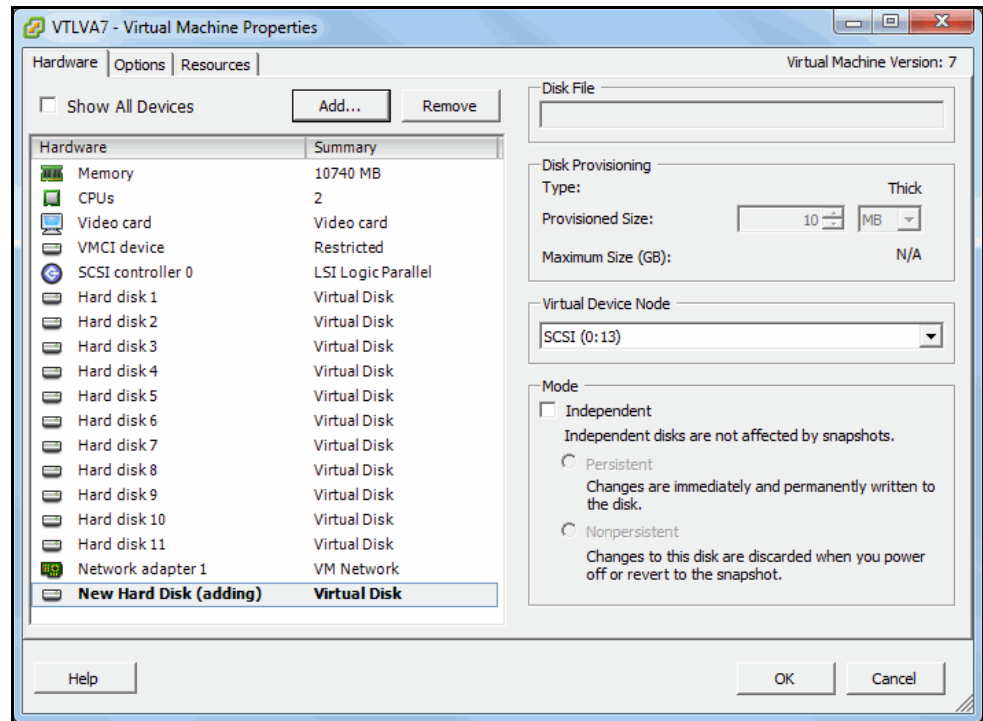 VTLVA7 - Virtual Machine Properties
Hardware Options Resources
Virtual Machine Version: 7
Show All Devices
Add...
Remove
Hardware Summary
Memory 10740 MB
CPUs 2
Video card Video card
VMCI device Restricted
SCSI controller 0 LSI Logic Parallel
Hard disk 1 Virtual Disk
Hard disk 2 Virtual Disk
Hard disk 3 Virtual Disk
Hard disk 4 Virtual Disk
Hard disk 5 Virtual Disk
Hard disk 6 Virtual Disk
Hard disk 7 Virtual Disk
Hard disk 8 Virtual Disk
Hard disk 9 Virtual Disk
Hard disk 10 Virtual Disk
Hard disk 11 Virtual Disk
Network adapter 1 VM Network
New Hard Disk (adding) Virtual Disk
Disk File
Disk Provisioning
Type: Thick
Provisioned Size: 10 MB
Maximum Size (GB): N/A
Virtual Device Node
SCSI (0:13)
Mode
Independent
Independent disks are not affected by snapshots.
Persistent
Changes are immediately and permanently written to
the disk.
Nonpersistent
Changes to this disk are discarded when you power
off or revert to the snapshot.
Help
OK
Cancel